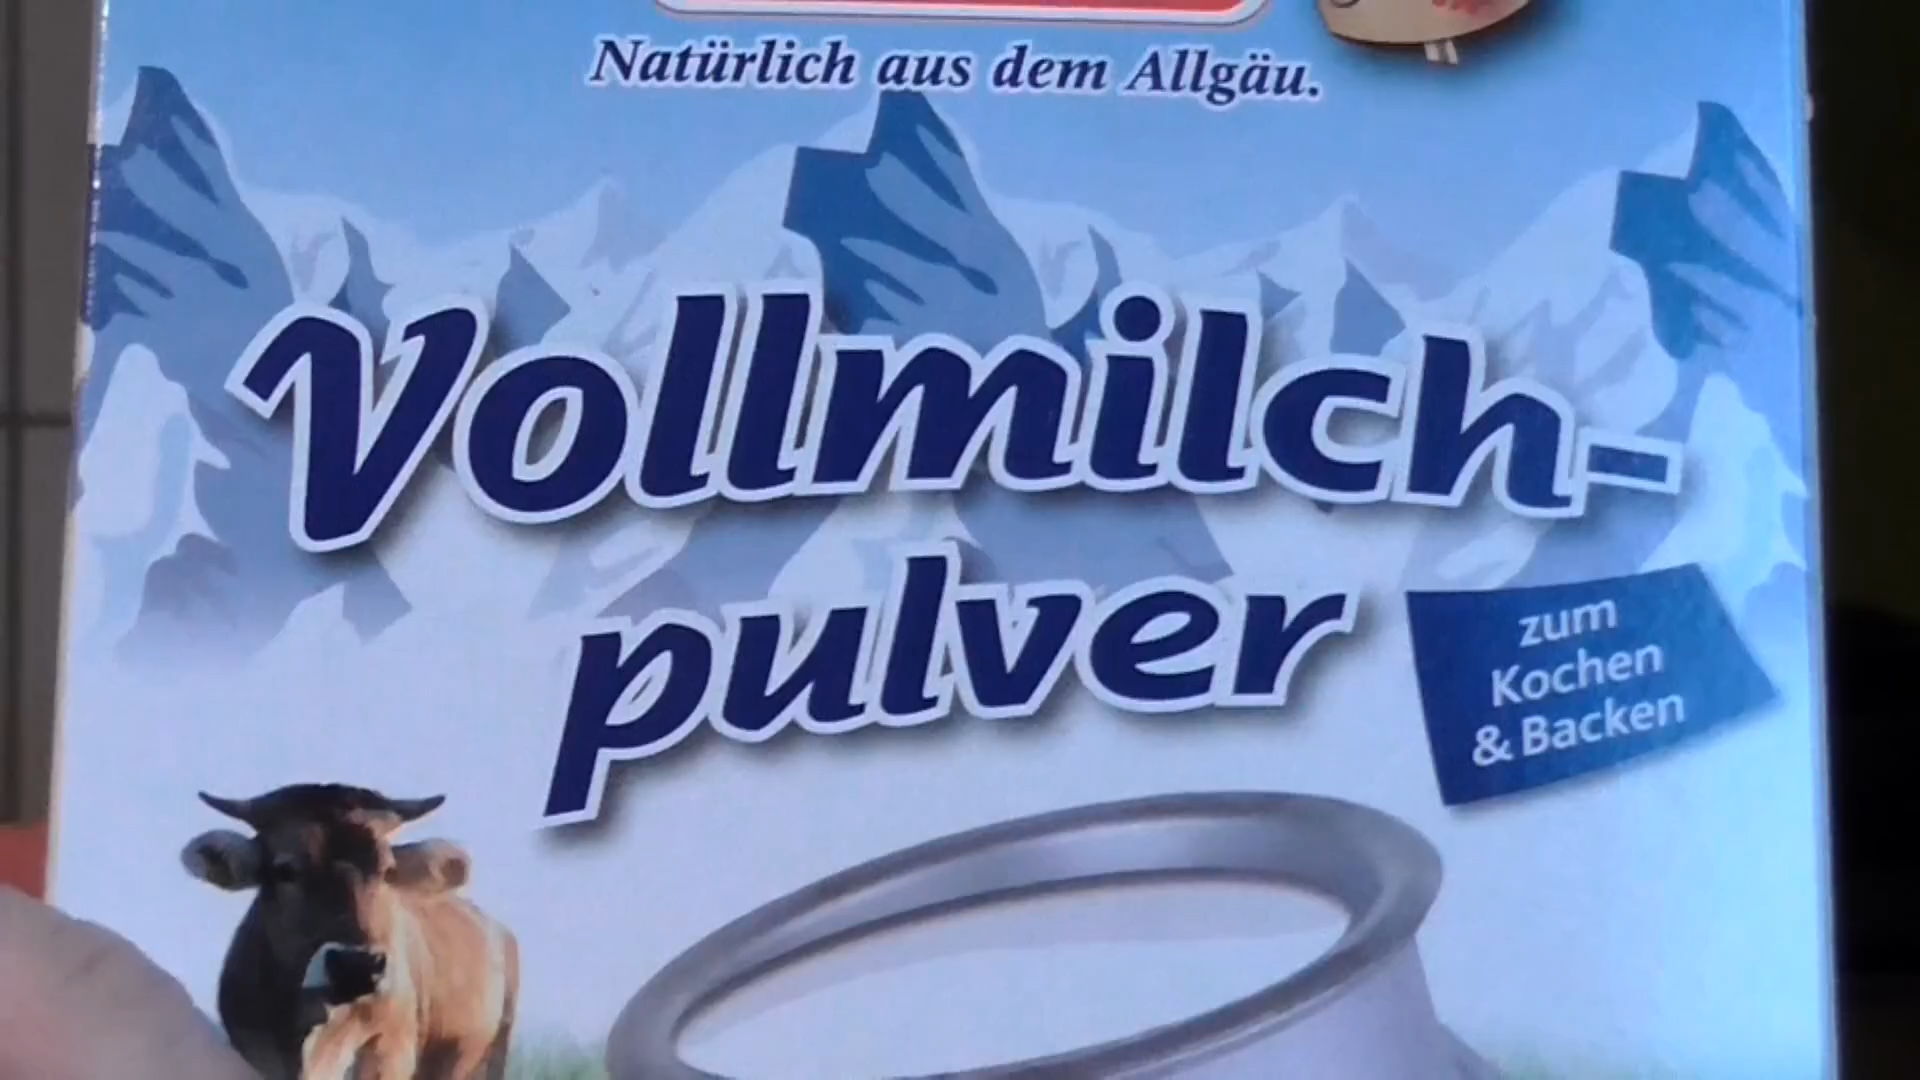 Natürlich aus dem Allgäu.
Vollmilch-
pulver
zum
Kochen
& Backen